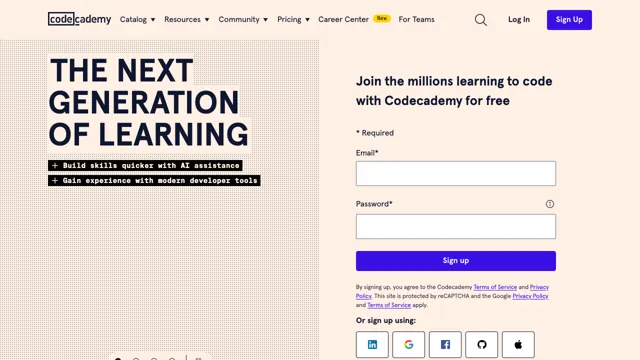 codecademy
Catalog
Resources
Community
Pricing
Career Center
New
For Teams
Log In
Sign Up
THE NEXT
GENERATION
OF LEARNING
+ Build skills quicker with AI assistance
+ Gain experience with modern developer tools
Join the millions learning to code
with Codecademy for free
* Required
Email*
Password*
Sign up
By signing up, you agree to the Codecademy Terms of Service and Privacy
Policy. This site is protected by reCAPTCHA and the Google Privacy Policy
and Terms of Service apply.
Or sign up using: